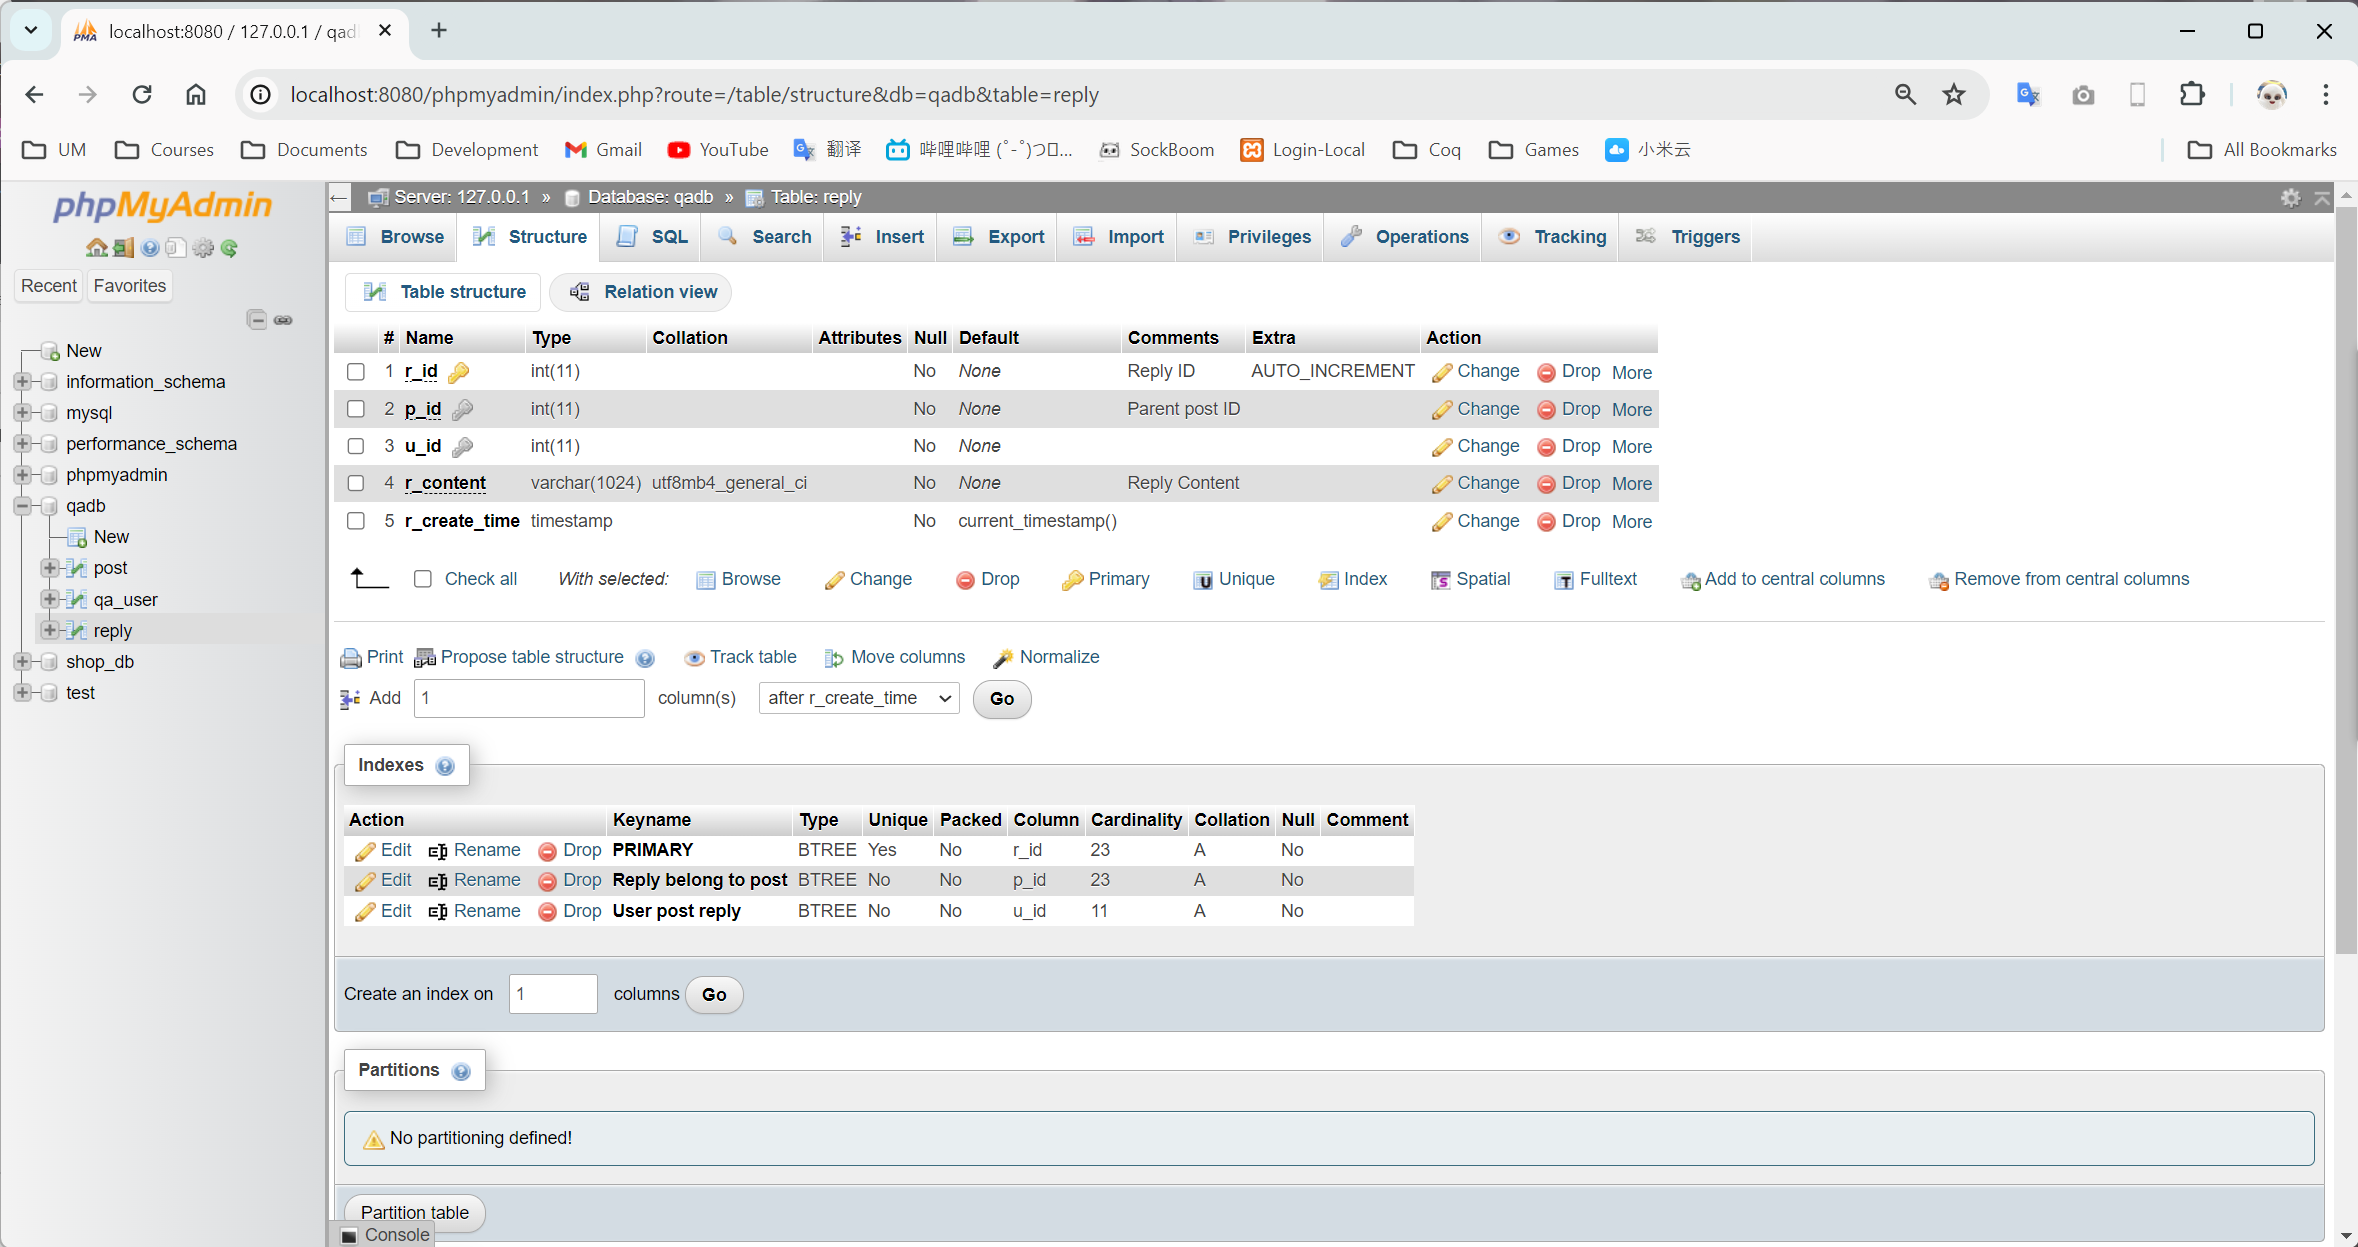 localhost:8080 / 127.0.0.1 / qad
localhost:8080/phpmyadmin/index.php?route=/table/structure&db=qadb&table=reply
UM Courses Documents Development Gmail YouTube 翻译 哔哩哔哩 (ﾟ-ﾟ)つロ... SockBoom Login-Local Coq Games 小米云 All Bookmarks
phpMyAdmin
Recent Favorites
New
information_schema
mysql
performance_schema
phpmyadmin
qadb
New
post
qa_user
reply
shop_db
test
Server: 127.0.0.1 » Database: qadb » Table: reply
Browse Structure SQL Search Insert Export Import Privileges Operations Tracking Triggers
Table structure Relation view
# Name Type Collation Attributes Null Default Comments Extra Action
1 r_id int(11) No None Reply ID AUTO_INCREMENT Change Drop More
2 p_id int(11) No None Parent post ID Change Drop More
3 u_id int(11) No None Change Drop More
4 r_content varchar(1024) utf8mb4_general_ci No None Reply Content Change Drop More
5 r_create_time timestamp No current_timestamp() Change Drop More
Check all With selected: Browse Change Drop Primary Unique Index Spatial Fulltext Add to central columns Remove from central columns
Print Propose table structure Track table Move columns Normalize
Add 1 column(s) after r_create_time Go
Indexes
Action Keyname Type Unique Packed Column Cardinality Collation Null Comment
Edit Rename Drop PRIMARY BTREE Yes No r_id 23 A No
Edit Rename Drop Reply belong to post BTREE No No p_id 23 A No
Edit Rename Drop User post reply BTREE No No u_id 11 A No
Create an index on 1 columns Go
Partitions
No partitioning defined!
Partition table
Console